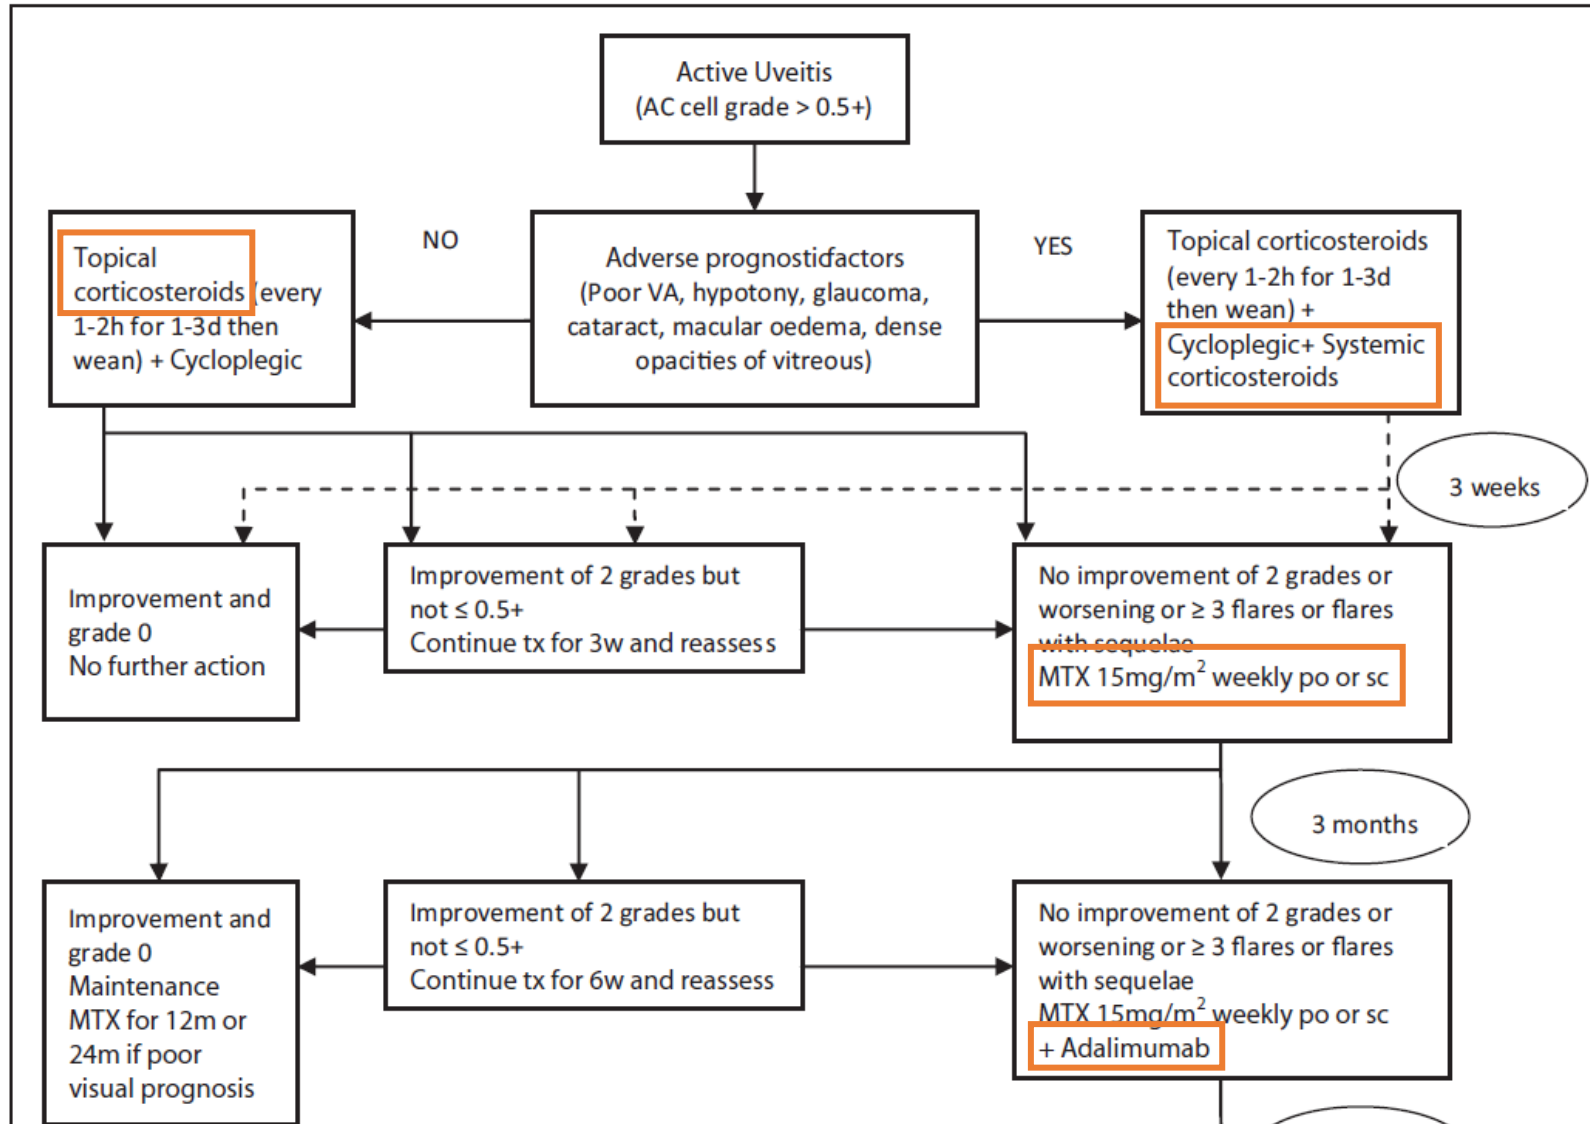 Active Uveitis
(AC cell grade > 0.5+)
Topical
corticosteroids (every
1-2h for 1-3d then
wean) + Cycloplegic
NO
Adverse prognostidfactors
(Poor VA, hypotony, glaucoma,
cataract, macular oedema, dense
opacities of vitreous)
YES
Topical corticosteroids
(every 1-2h for 1-3d
then wean) +
Cycloplegic+ Systemic
corticosteroids
3 weeks
Improvement and
grade 0
No further action
Improvement of 2 grades but
not ≤ 0.5+
Continue tx for 3w and reassess
No improvement of 2 grades or
worsening or ≥ 3 flares or flares
with sequelae
MTX 15mg/m² weekly po or sc
3 months
Improvement and
grade 0
Maintenance
MTX for 12m or
24m if poor
visual prognosis
Improvement of 2 grades but
not ≤ 0.5+
Continue tx for 6w and reassess
No improvement of 2 grades or
worsening or ≥ 3 flares or flares
with sequelae
MTX 15mg/m² weekly po or sc
+ Adalimumab